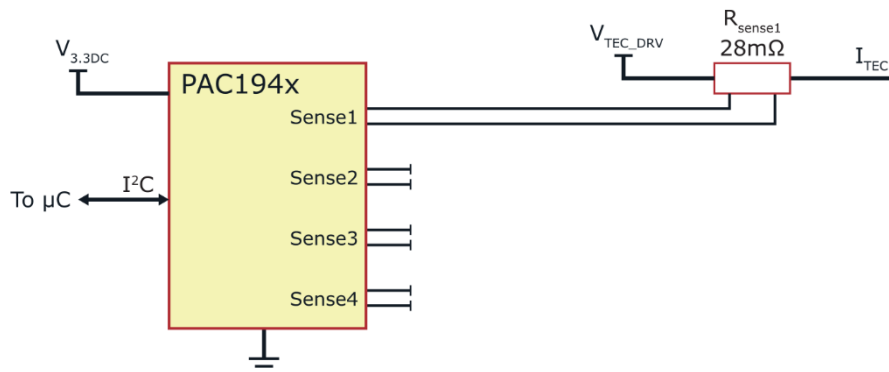 V3.3DC
PAC194x
Sense1
Sense2
Sense3
Sense4
To µC
I²C
VTEC_DRV
Rsense1
28mΩ
ITEC